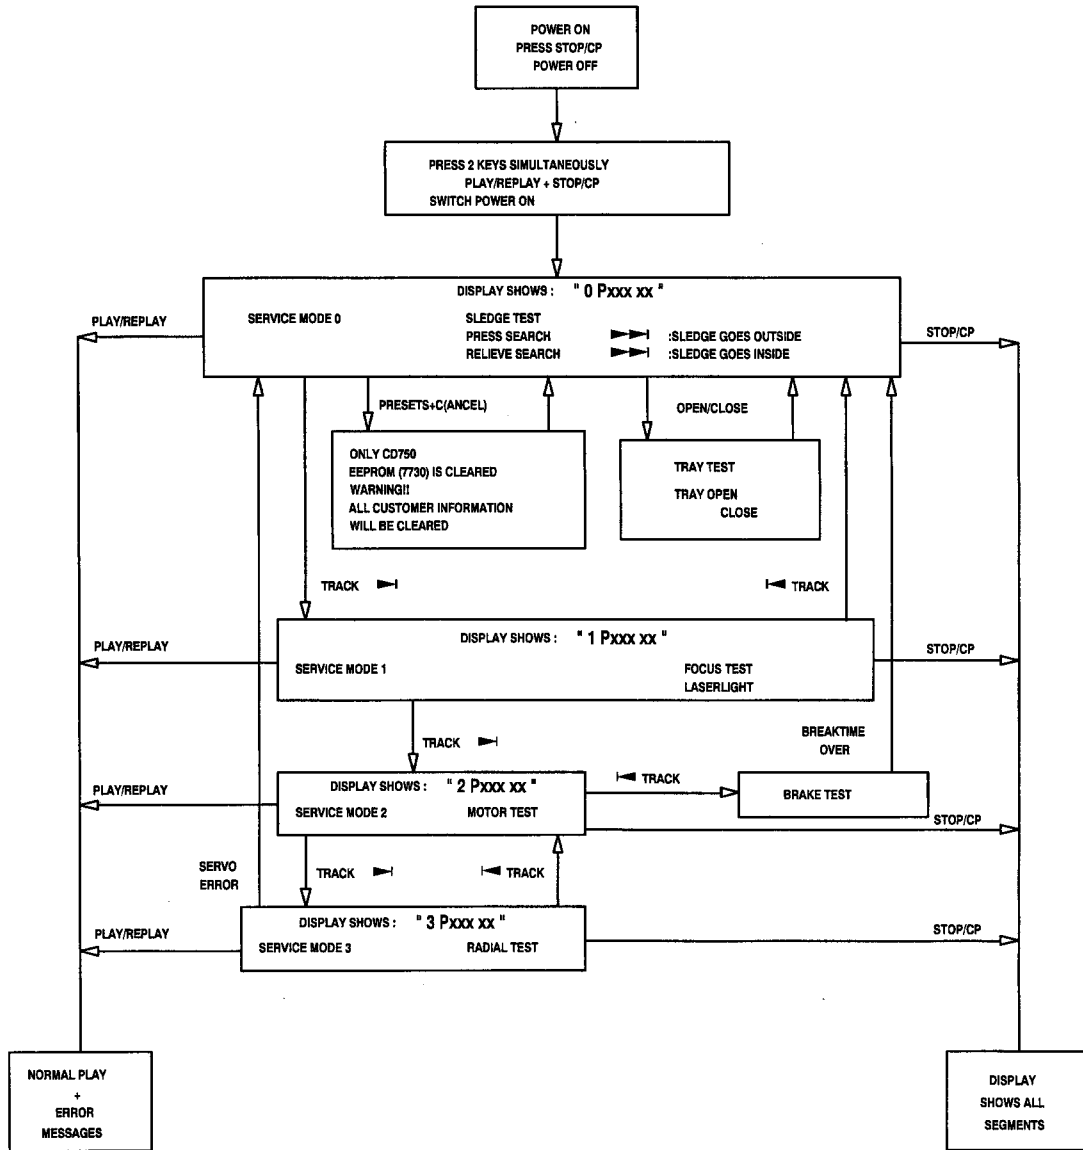 POWER ON
PRESS STOP/CP
POWER OFF
PRESS 2 KEYS SIMULTANEOUSLY
PLAY/REPLAY + STOP/CP
SWITCH POWER ON
DISPLAY SHOWS : " 0 Pxxx xx "
SERVICE MODE 0 SLEDGE TEST
PRESS SEARCH :SLEDGE GOES OUTSIDE
RELIEVE SEARCH :SLEDGE GOES INSIDE
PLAY/REPLAY
STOP/CP
PRESETS+C(ANCEL)
OPEN/CLOSE
ONLY CD750
EEPROM (7730) IS CLEARED
WARNING!!
ALL CUSTOMER INFORMATION
WILL BE CLEARED
TRAY TEST
TRAY OPEN
CLOSE
TRACK
TRACK
DISPLAY SHOWS : " 1 Pxxx xx "
SERVICE MODE 1 FOCUS TEST
LASERLIGHT
PLAY/REPLAY
STOP/CP
TRACK
BREAKTIME
OVER
DISPLAY SHOWS : " 2 Pxxx xx "
SERVICE MODE 2 MOTOR TEST
PLAY/REPLAY
TRACK
BRAKE TEST
STOP/CP
SERVO
ERROR
TRACK
TRACK
DISPLAY SHOWS : " 3 Pxxx xx "
SERVICE MODE 3 RADIAL TEST
PLAY/REPLAY
STOP/CP
NORMAL PLAY
+
ERROR
MESSAGES
DISPLAY
SHOWS ALL
SEGMENTS